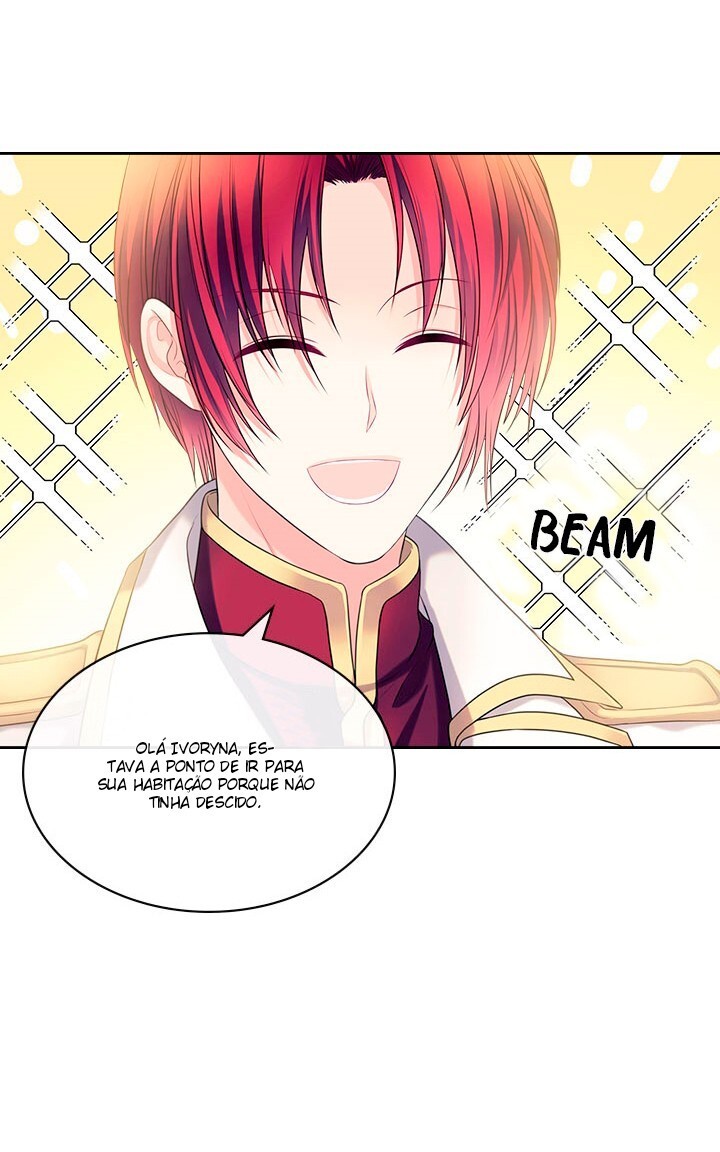 BEAM
OLÁ IVORYNA, ES-
TAVA A PONTO DE IR PARA
SUA HABITAÇÃO PORQUE NÃO
TINHA DESCIDO.